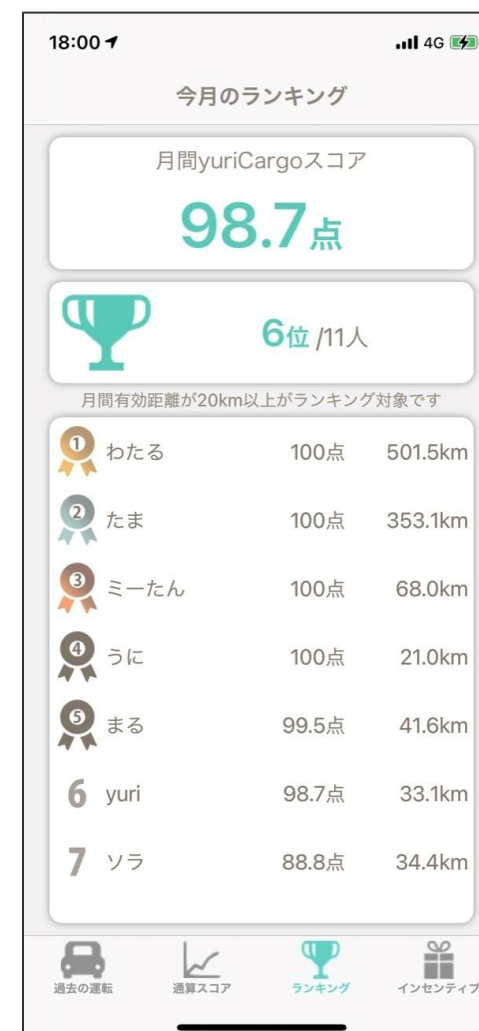 18:00 4G
今月のランキング
月間yuriCargoスコア
98.7点
6位 /11人
月間有効距離が20km以上がランキング対象です
1 わたる 100点 501.5km
2 たま 100点 353.1km
3 ミーたん 100点 68.0km
4 うに 100点 21.0km
5 まる 99.5点 41.6km
6 yuri 98.7点 33.1km
7 ソラ 88.8点 34.4km
過去の運転 通算スコア ランキング インセンティブ